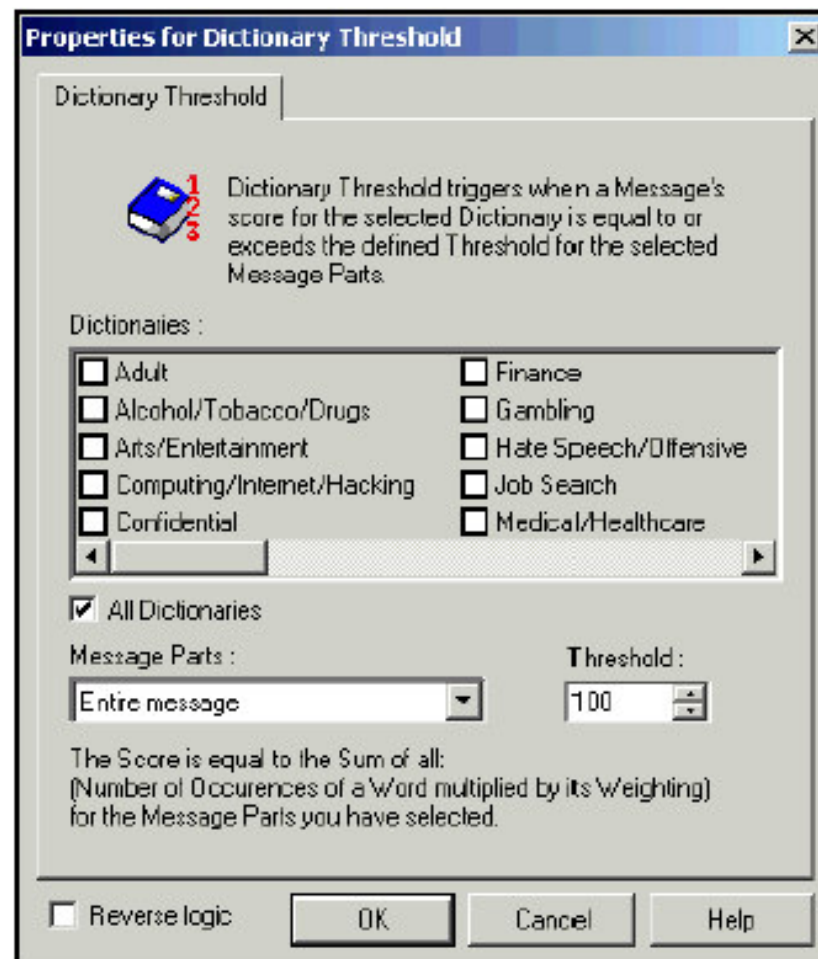 Properties for Dictionary Threshold
Dictionary Threshold
1
2
3
Dictionary Threshold triggers when a Message's
score for the selected Dictionary is equal to or
exceeds the defined Threshold for the selected
Message Parts.
Dictionaries :
Adult
Alcohol/Tobacco/Drugs
Arts/Entertainment
Computing/Internet/Hacking
Confidential
Finance
Gambling
Hate Speech/Offensive
Job Search
Medical/Healthcare
All Dictionaries
Message Parts :
Entire message
Threshold :
100
The Score is equal to the Sum of all:
(Number of Occurences of a Word multiplied by its Weighting)
for the Message Parts you have selected.
Reverse logic
OK
Cancel
Help